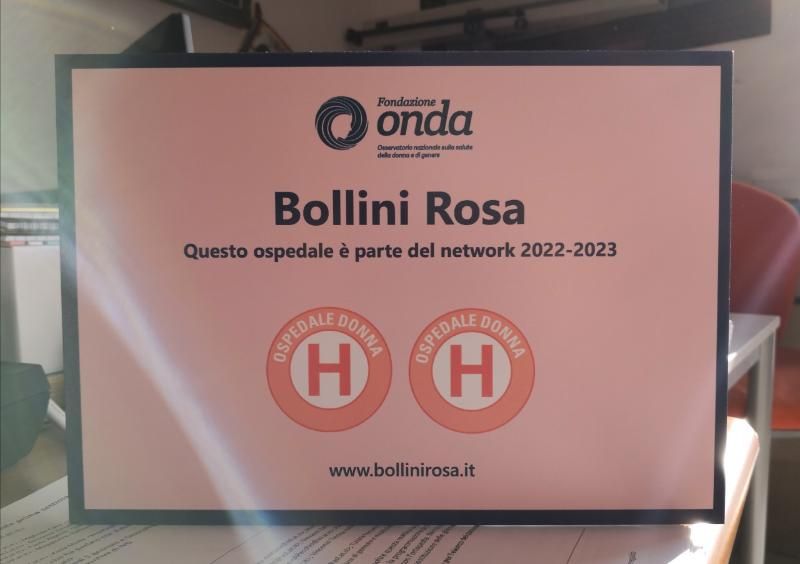 Fondazione
onda
Osservatorio nazionale sulla salute
della donna e di genere
Bollini Rosa
Questo ospedale è parte del network 2022-2023
OSPEDALE DONNA
H
OSPEDALE DONNA
H
www.bollinirosa.it